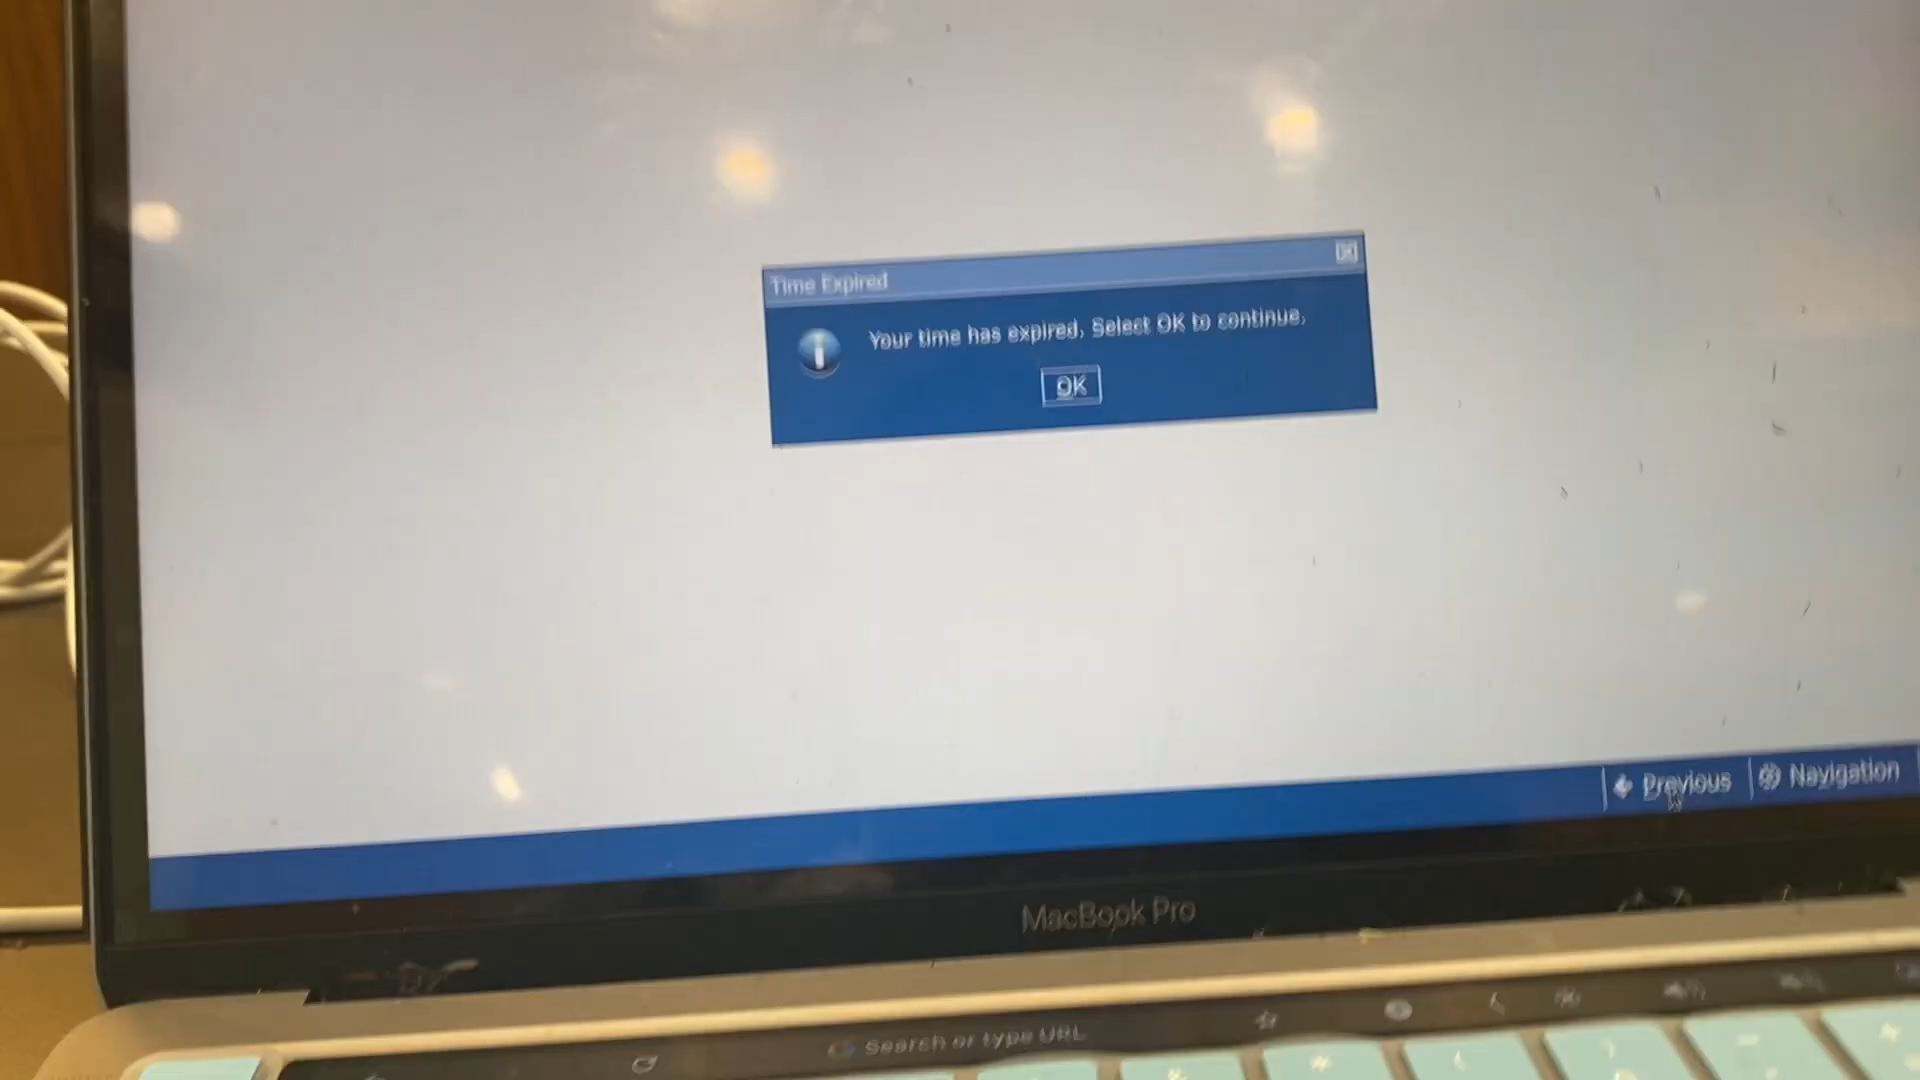 Time Expired
Your time has expired. Select OK to continue.
OK
Previous
Navigation
MacBook Pro
Search or type URL